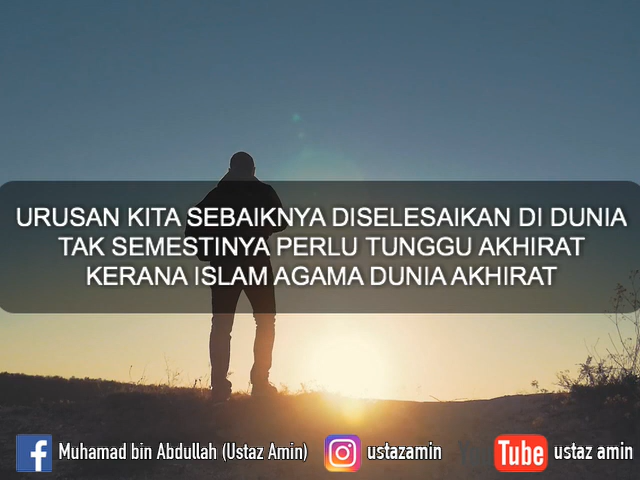 URUSAN KITA SEBAIKNYA DISELESAIKAN DI DUNIA
TAK SEMESTINYA PERLU TUNGGU AKHIRAT
KERANA ISLAM AGAMA DUNIA AKHIRAT
f Muhamad bin Abdullah (Ustaz Amin) ustazamin Tube ustaz amin